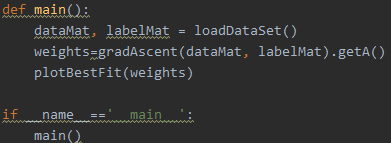 def main():
dataMat, labelMat = loadDataSet()
weights=gradAscent(dataMat, labelMat).getA()
plotBestFit(weights)
if __name__=='__main__':
main()